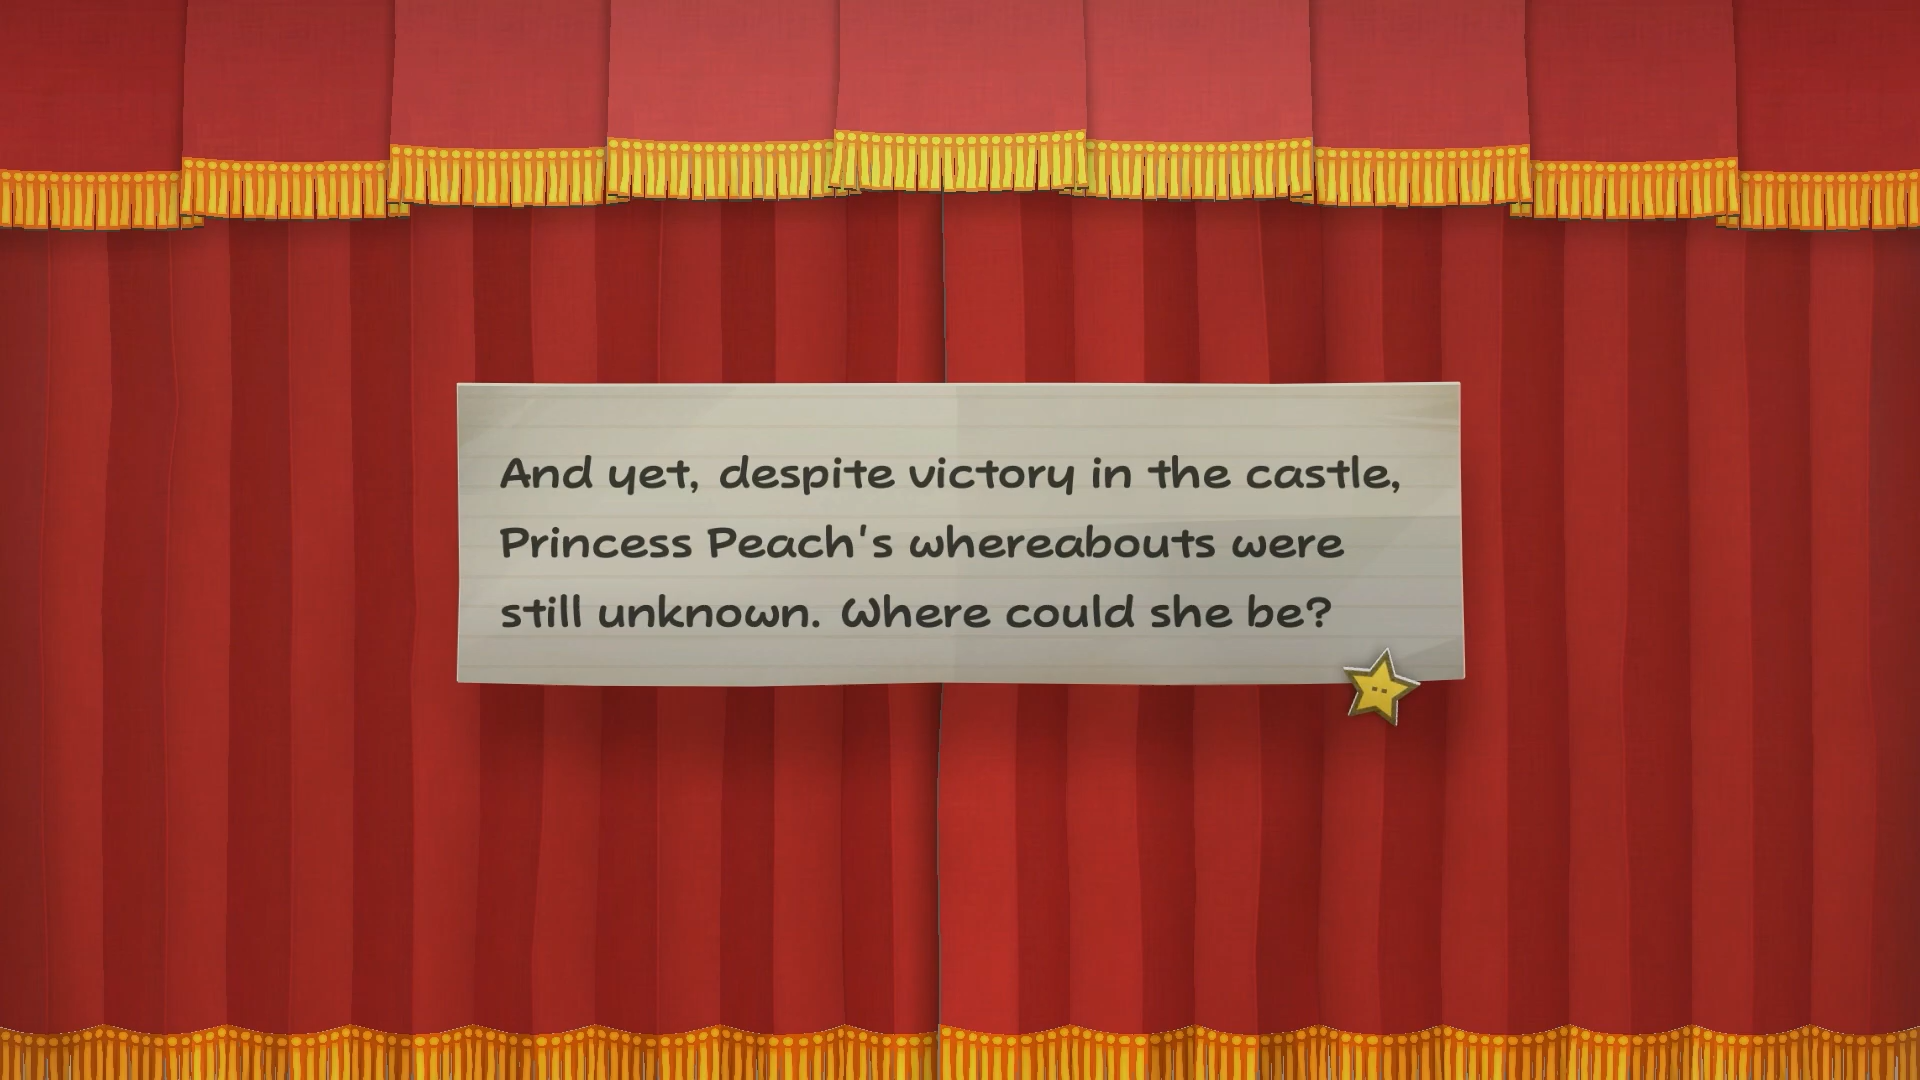 And yet, despite victory in the castle,
Princess Peach's whereabouts were
still unknown. Where could she be?